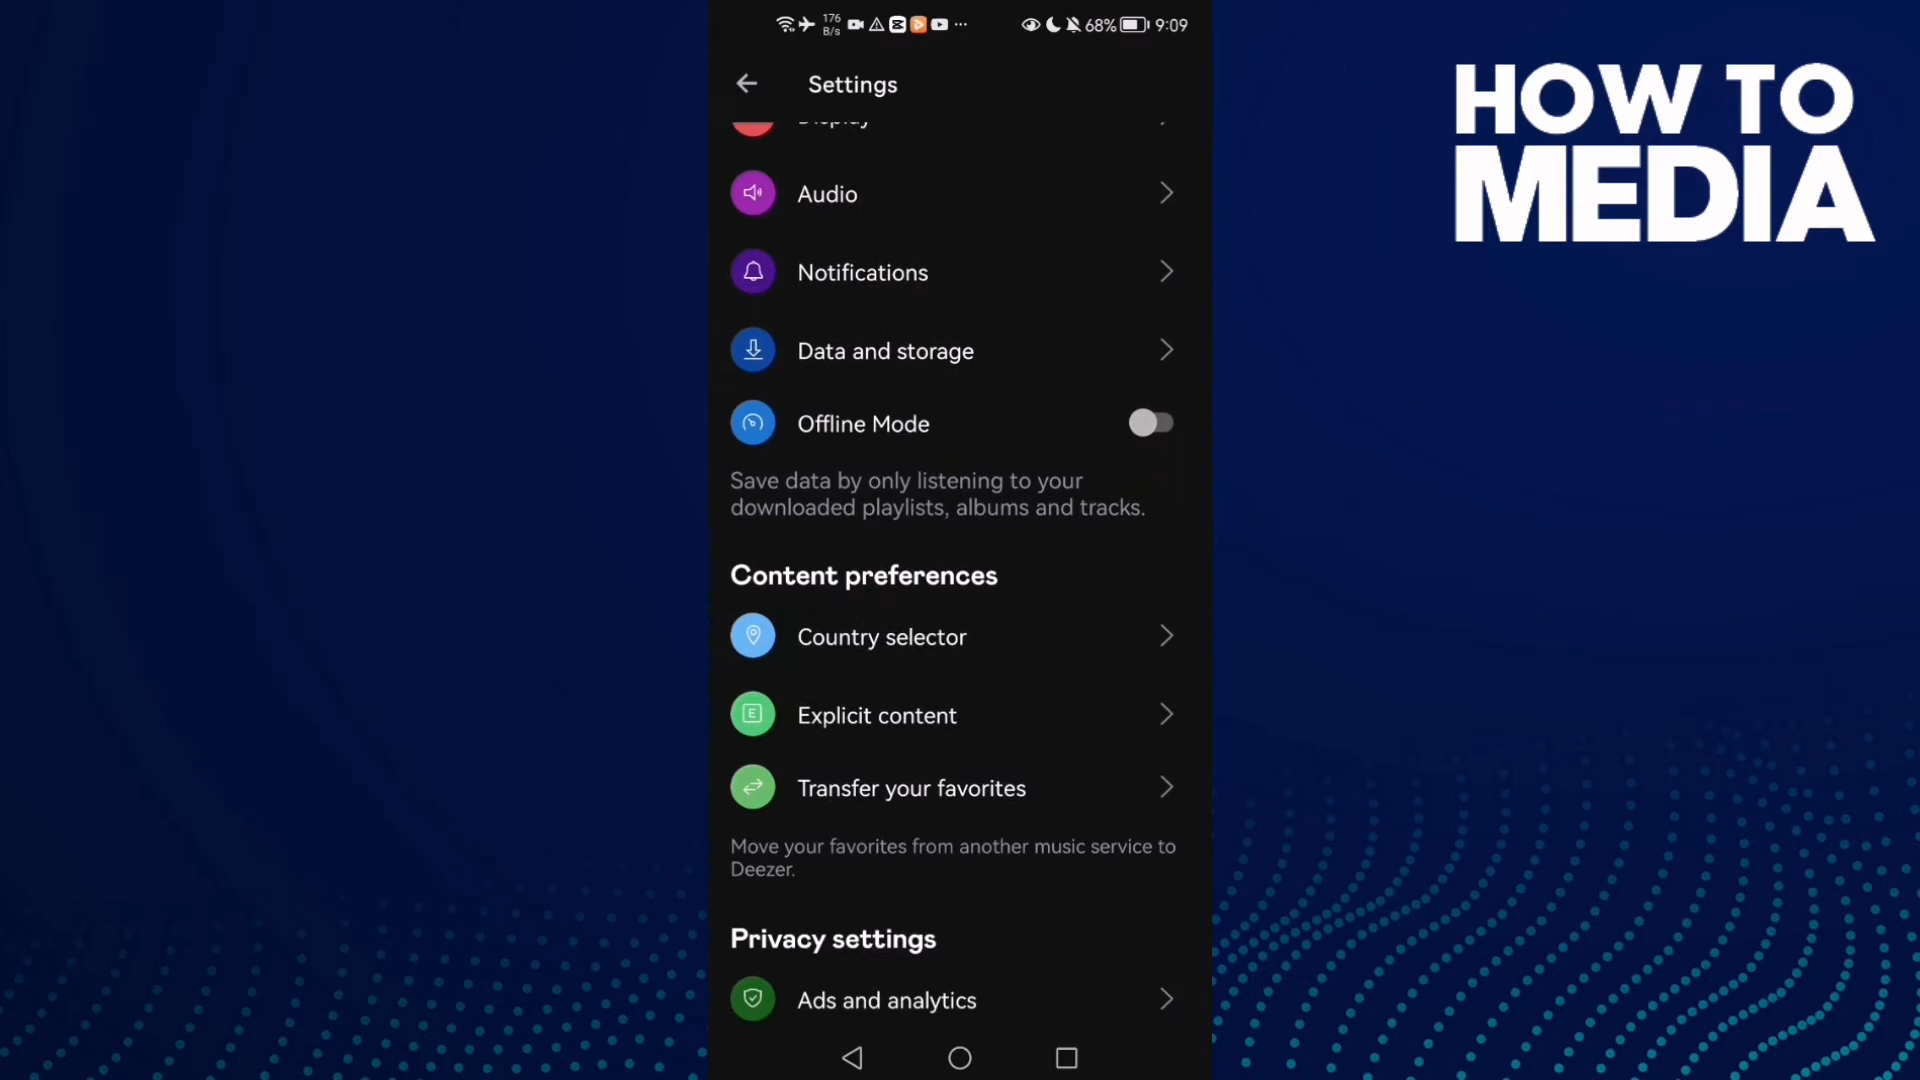 176
B/s
68%
9:09
Settings
Display
Audio
Notifications
Data and storage
Offline Mode
Save data by only listening to your
downloaded playlists, albums and tracks.
Content preferences
Country selector
E
Explicit content
Transfer your favorites
Move your favorites from another music service to
Deezer.
Privacy settings
Ads and analytics
HOW TO
MEDIA